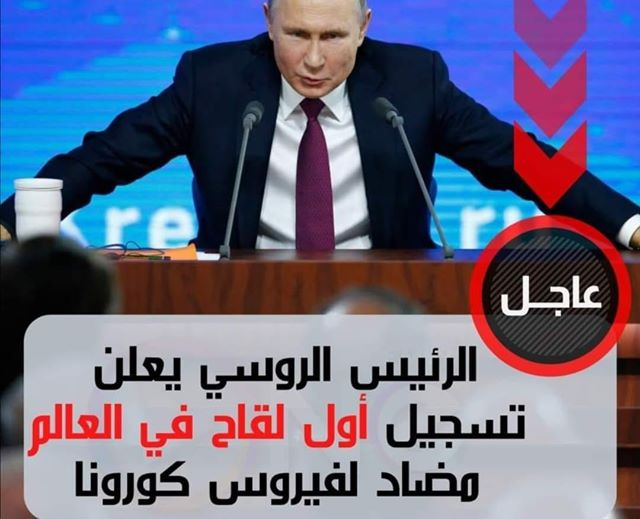 عاجل
الرئيس الروسي يعلن
تسجيل أول لقاح في العالم
مضاد لفيروس كورونا